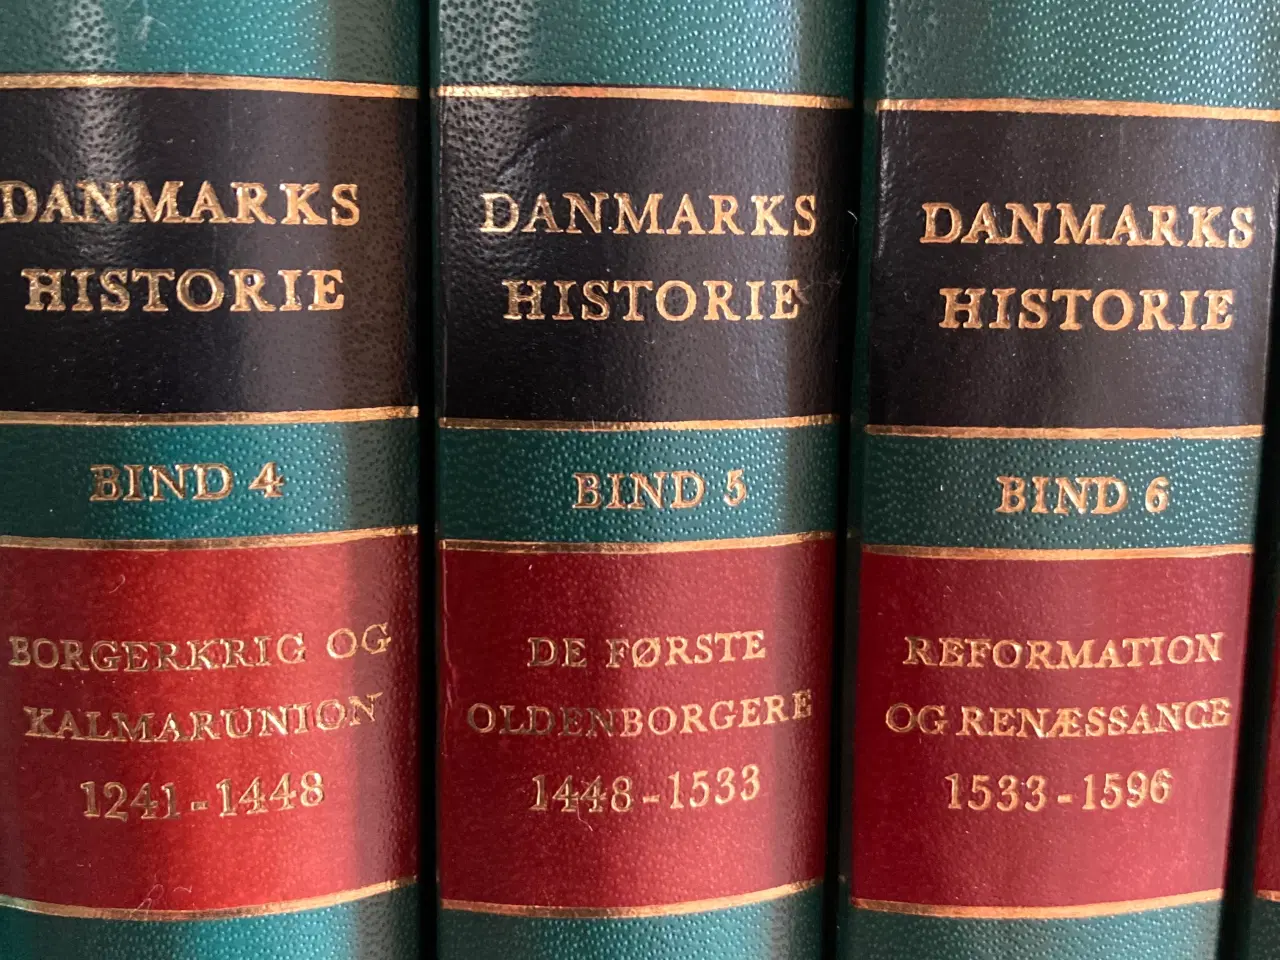 DANMARKS
HISTORIE
BIND 4
BORGERKRIG OG
KALMARUNION
1241-1448
DANMARKS
HISTORIE
BIND 5
DE FØRSTE
OLDENBORGERE
1448-1533
DANMARKS
HISTORIE
BIND 6
REFORMATION
OG RENÆSSANCE
1533-1596